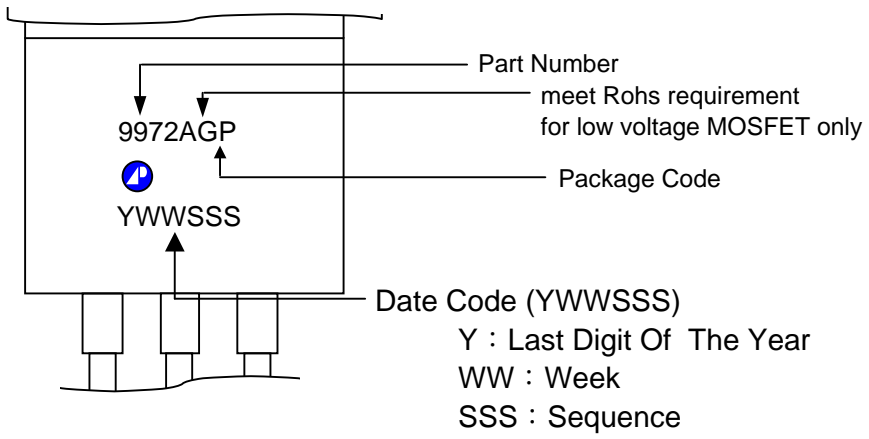 Part Number
meet Rohs requirement
for low voltage MOSFET only
9972AGP
AP
Package Code
YWWSSS
Date Code (YWWSSS)
Y：Last Digit Of The Year
WW：Week
SSS：Sequence